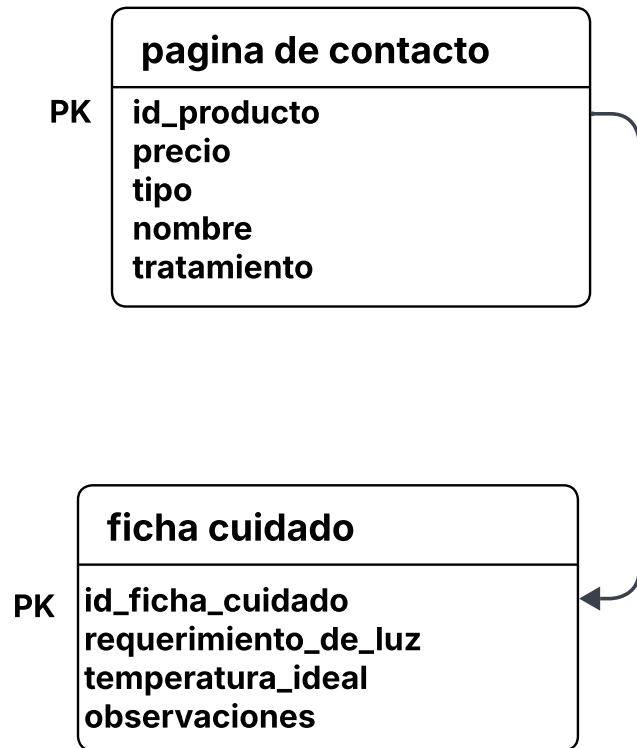 pagina de contacto
PK
id_producto
precio
tipo
nombre
tratamiento
ficha cuidado
PK
id_ficha_cuidado
requerimiento_de_luz
temperatura_ideal
observaciones